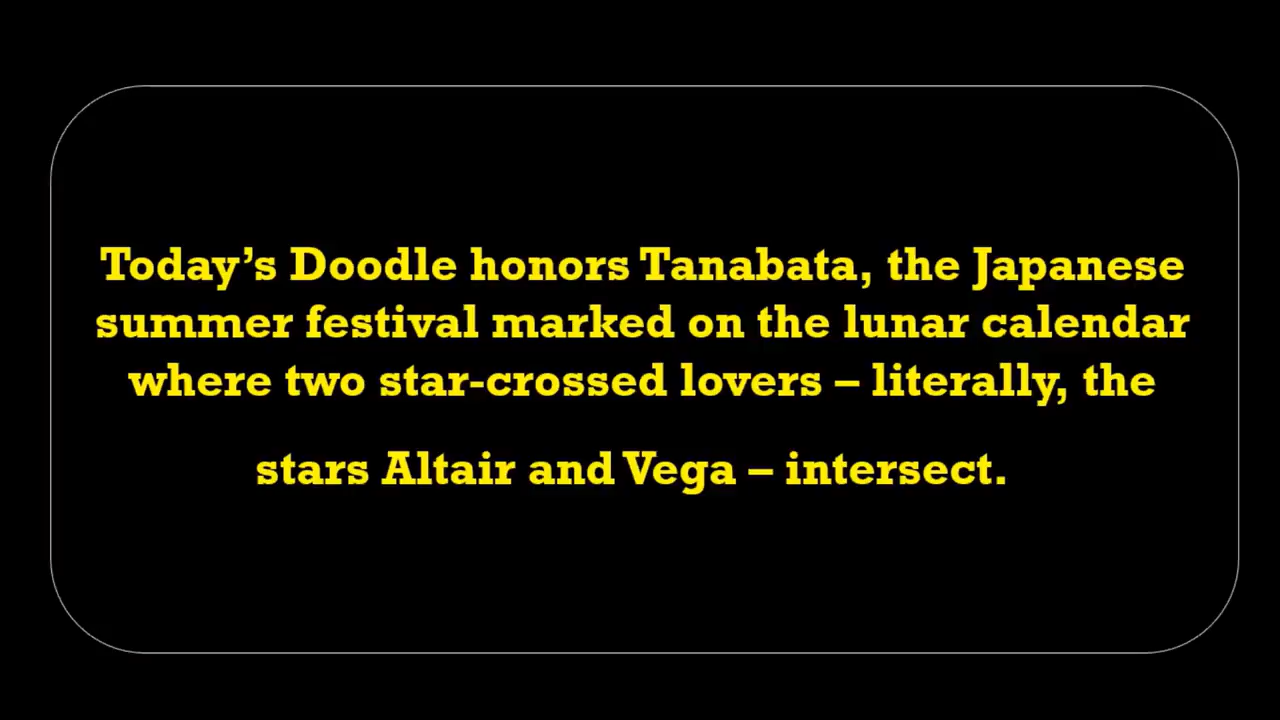 Today’s Doodle honors Tanabata, the Japanese
summer festival marked on the lunar calendar
where two star-crossed lovers – literally, the
stars Altair and Vega – intersect.